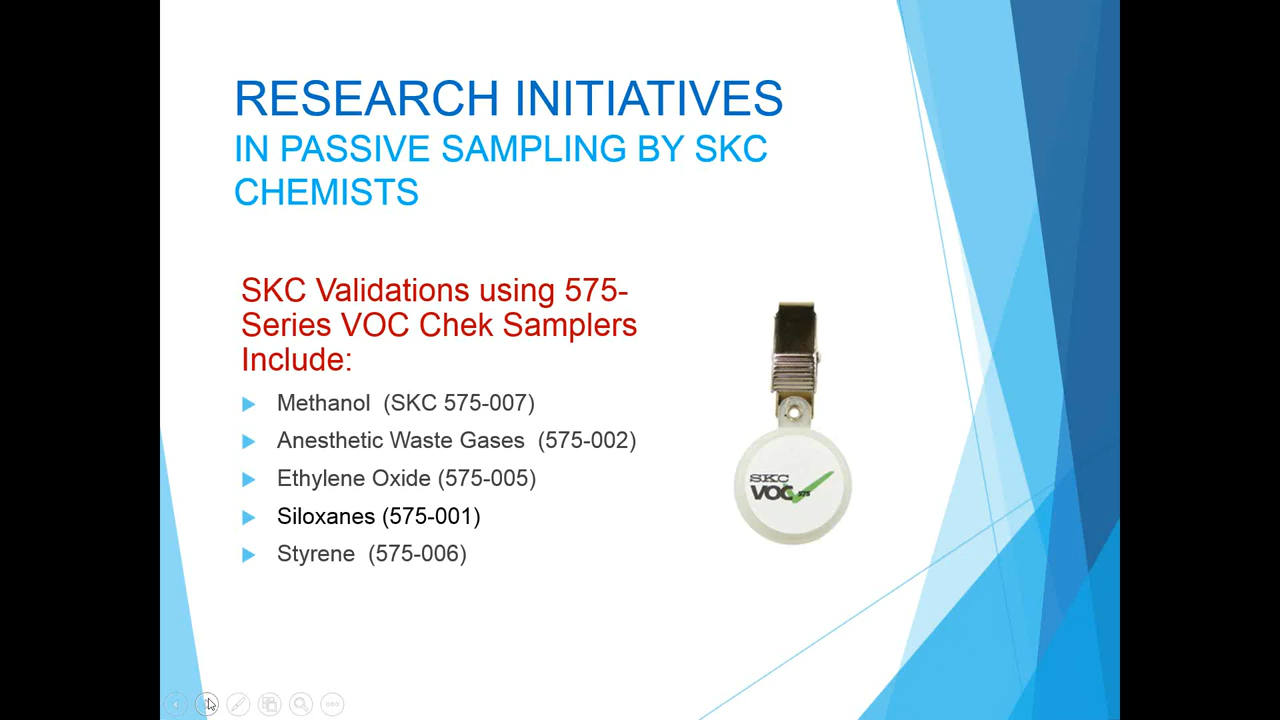 RESEARCH INITIATIVES
IN PASSIVE SAMPLING BY SKC
CHEMISTS
SKC Validations using 575-
Series VOC Chek Samplers
Include:
Methanol (SKC 575-007)
Anesthetic Waste Gases (575-002)
Ethylene Oxide (575-005)
Siloxanes (575-001)
Styrene (575-006)
SKC
VOC 575